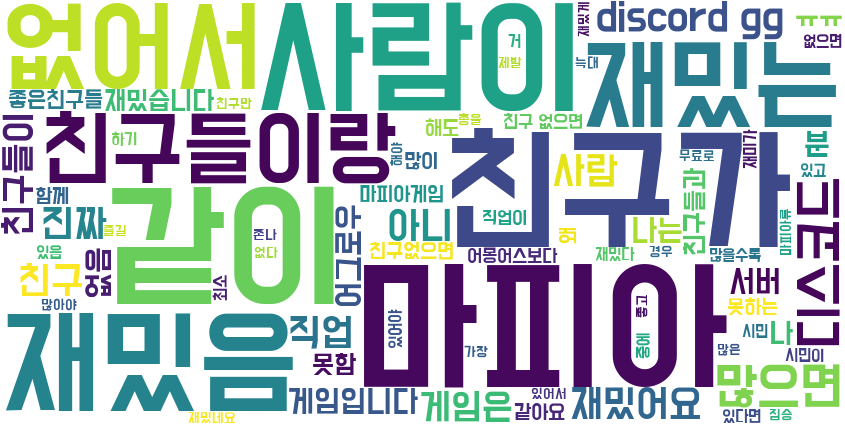 없어서 사람이 재밌는 discord gg ㅠㅠ
없으면
재밌게
거
제발
늑대
좋은친구들 재밌습니다 친구만
친구들이
하기
친구들이랑
해도
총을
친구 없으면
친구가
사람
무료로
재미가
분
있고
해야
많이
함께
진짜
즐길
같이
마피아게임
직업이
아니
왜
나는
친구들과
마피아류
디스코드
있음
존나
없다
어그로우
친구없으면
어몽어스보다
재밌다
경우
많을수록
친구
없음
최소
많아야
마피아
서버
못하는
재밌음
직업
못함
있어야
가장
좋고
중에
많은
시민
나
시민이
많으면
게임입니다
게임은
있어서
같아요
재밌어요
있다면
짐승
재밌네요